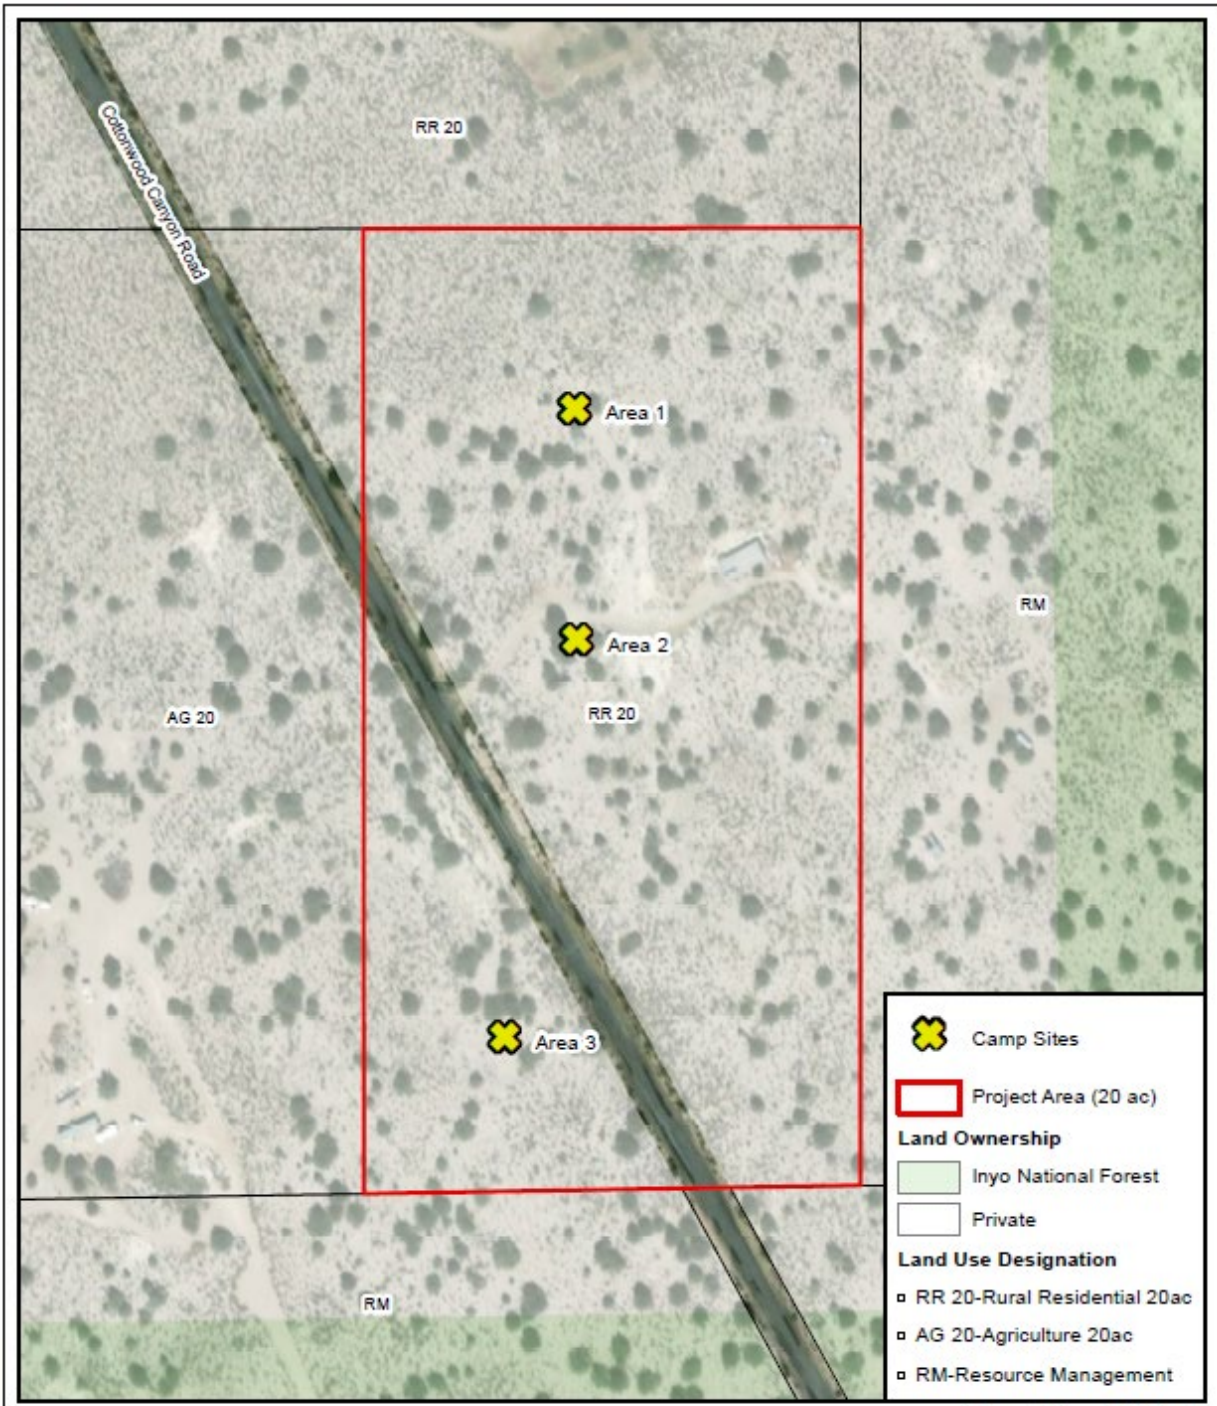 RR 20
Cottonwood Canyon Road
Area 1
RM
Area 2
RR 20
AG 20
Area 3
RM
Camp Sites
Project Area (20 ac)
Land Ownership
Inyo National Forest
Private
Land Use Designation
RR 20-Rural Residential 20ac
AG 20-Agriculture 20ac
RM-Resource Management